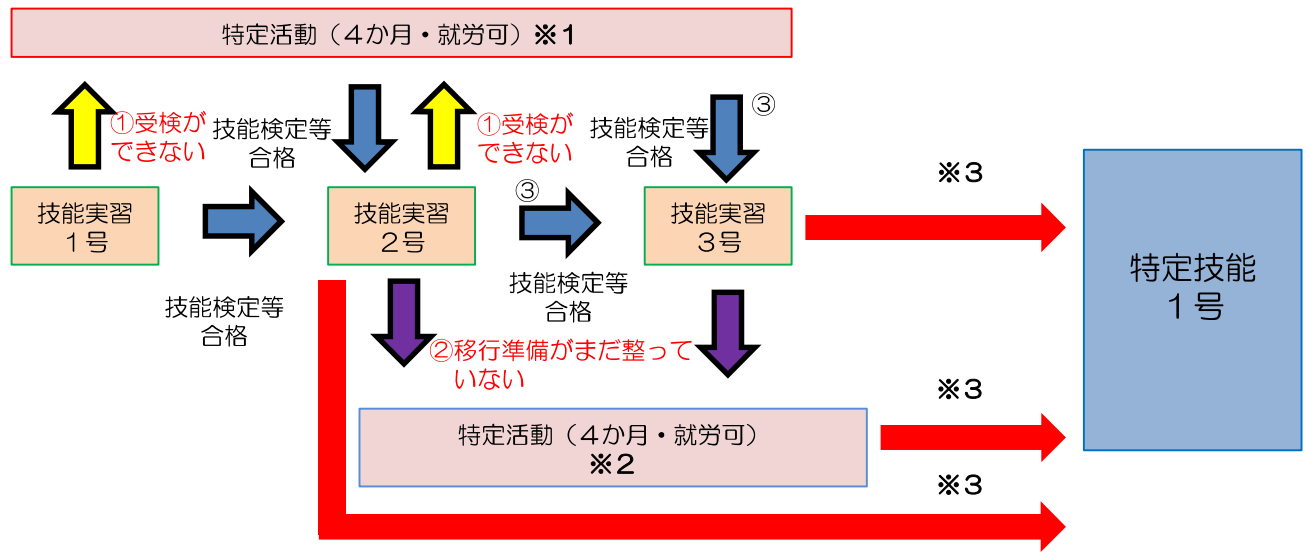 特定活動（４か月・就労可）※１
①受検が
できない
技能検定等
合格
①受検が
できない
技能検定等
合格
③
技能実習
１号
技能実習
２号
③
技能実習
３号
※３
特定技能
１号
技能検定等
合格
技能検定等
合格
②移行準備がまだ整って
いない
※３
特定活動（４か月・就労可）
※２
※３